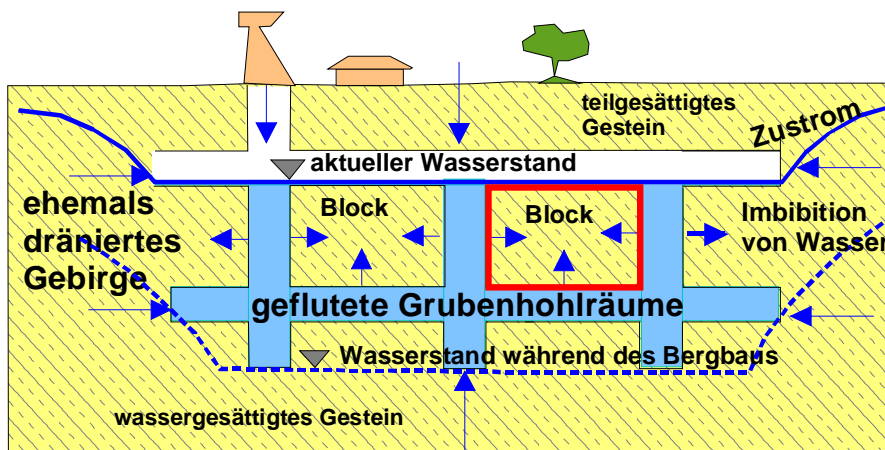 teilgesättigtes
Gestein
Zustrom
aktueller Wasserstand
ehemals
dräniertes
Gebirge
Block
Block
Imbibition
von Wasser
geflutete Grubenhohlräume
Wasserstand während des Bergbaus
wassergesättigtes Gestein